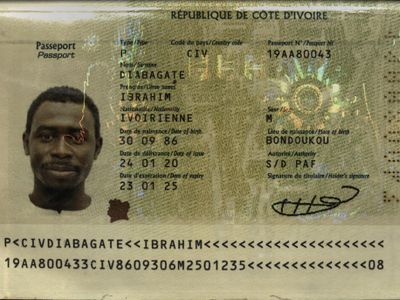 RÉPUBLIQUE DE CÔTE D'IVOIRE
Passeport
Passport
Type/Type
Code du pays/Country code
Passeport N°/Passport N°
P
CIV
19AA80043
Nom/Surname
DIABAGATE
Prénoms/Given names
IBRAHIM
Nationalité/Nationality
Sexe/Sex
IVOIRIENNE
M
Date de naissance/Date of birth
Lieu de naissance/Place of birth
30 09 86
BONDOUKOU
Date de délivrance/Date of issue
Autorité/Authority
24 01 20
S/D PAF
Date d'expiration/Date of expiry
Signature du titulaire/Holder's signature
23 01 25
P<CIVDIABAGATE<<IBRAHIM<<<<<<<<<<<<<<<<<<<<<
19AA800433CIV8609306M2501235<<<<<<<<<<<<<<08